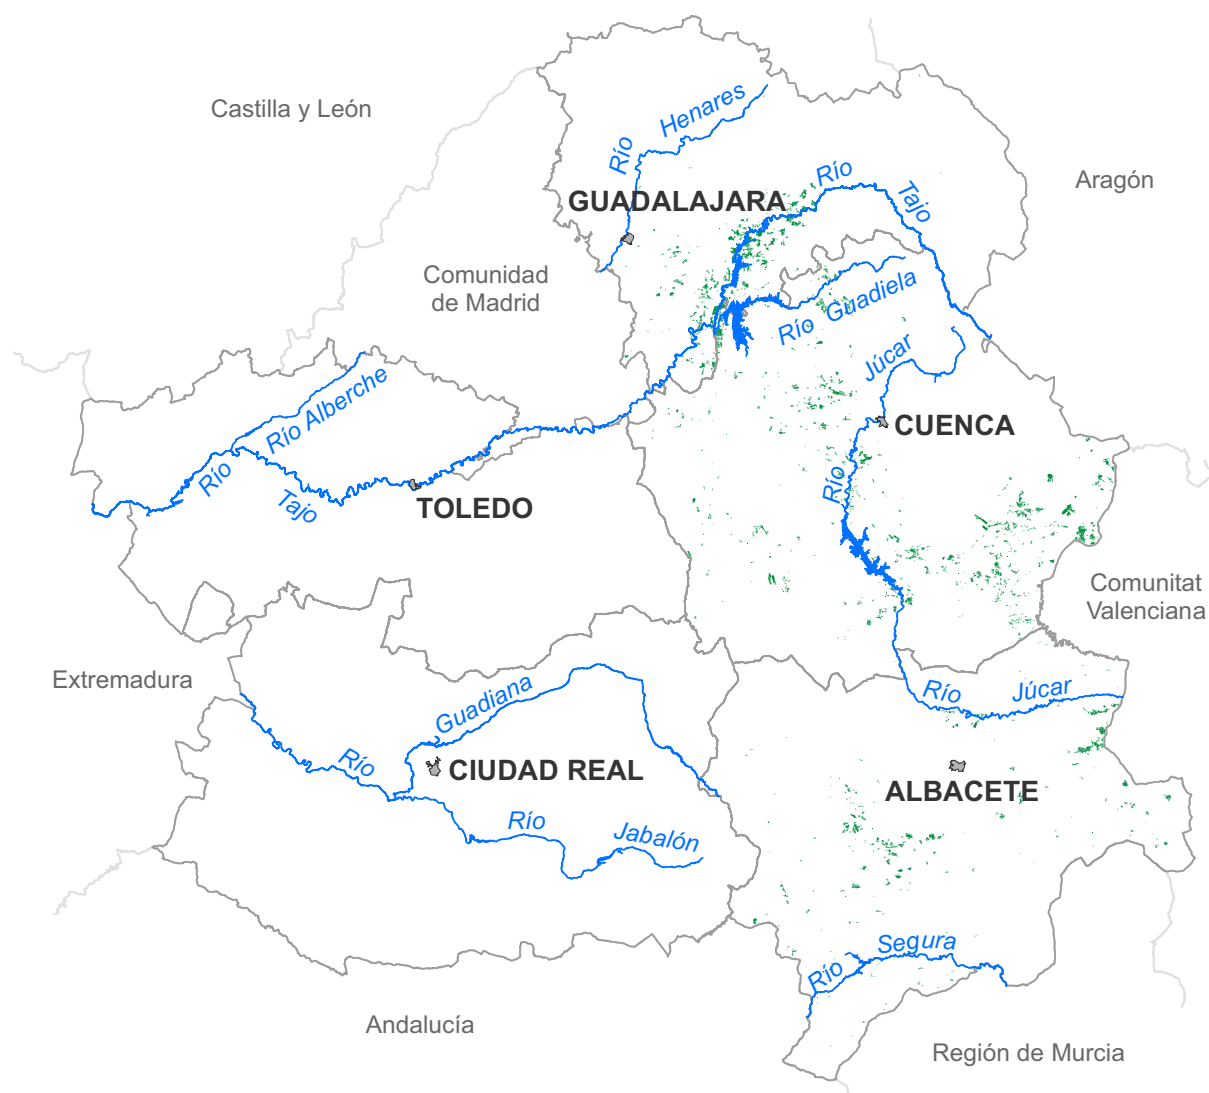 Castilla y León
Río Henares
Aragón
Río Tajo
GUADALAJARA
Comunidad
de Madrid
Río Guadiela
Júcar
Río Alberche
CUENCA
Río
Río Tajo
TOLEDO
Comunitat
Valenciana
Extremadura
Guadiana
Río Júcar
Río
CIUDAD REAL
ALBACETE
Río Jabalón
Río Segura
Andalucía
Región de Murcia